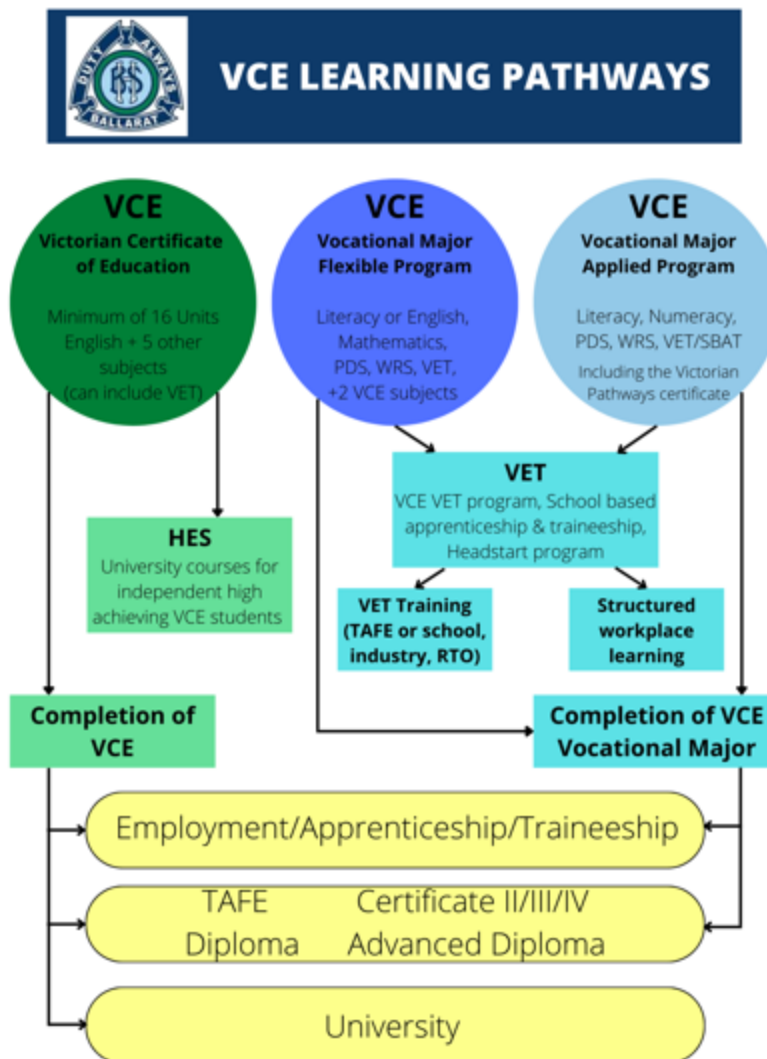 DUTY ALWAYS
BHS
BALLARAT
VCE LEARNING PATHWAYS
VCE
Victorian Certificate
of Education
Minimum of 16 Units
English + 5 other
subjects
(can include VET)
VCE
Vocational Major
Flexible Program
Literacy or English,
Mathematics,
PDS, WRS, VET,
+2 VCE subjects
VCE
Vocational Major
Applied Program
Literacy, Numeracy,
PDS, WRS, VET/SBAT
Including the Victorian
Pathways certificate
VET
VCE VET program, School based
apprenticeship & traineeship,
Headstart program
HES
University courses for
independent high
achieving VCE students
VET Training
(TAFE or school,
industry, RTO)
Structured
workplace
learning
Completion of
VCE
Completion of VCE
Vocational Major
Employment/Apprenticeship/Traineeship
TAFE Certificate II/III/IV
Diploma Advanced Diploma
University